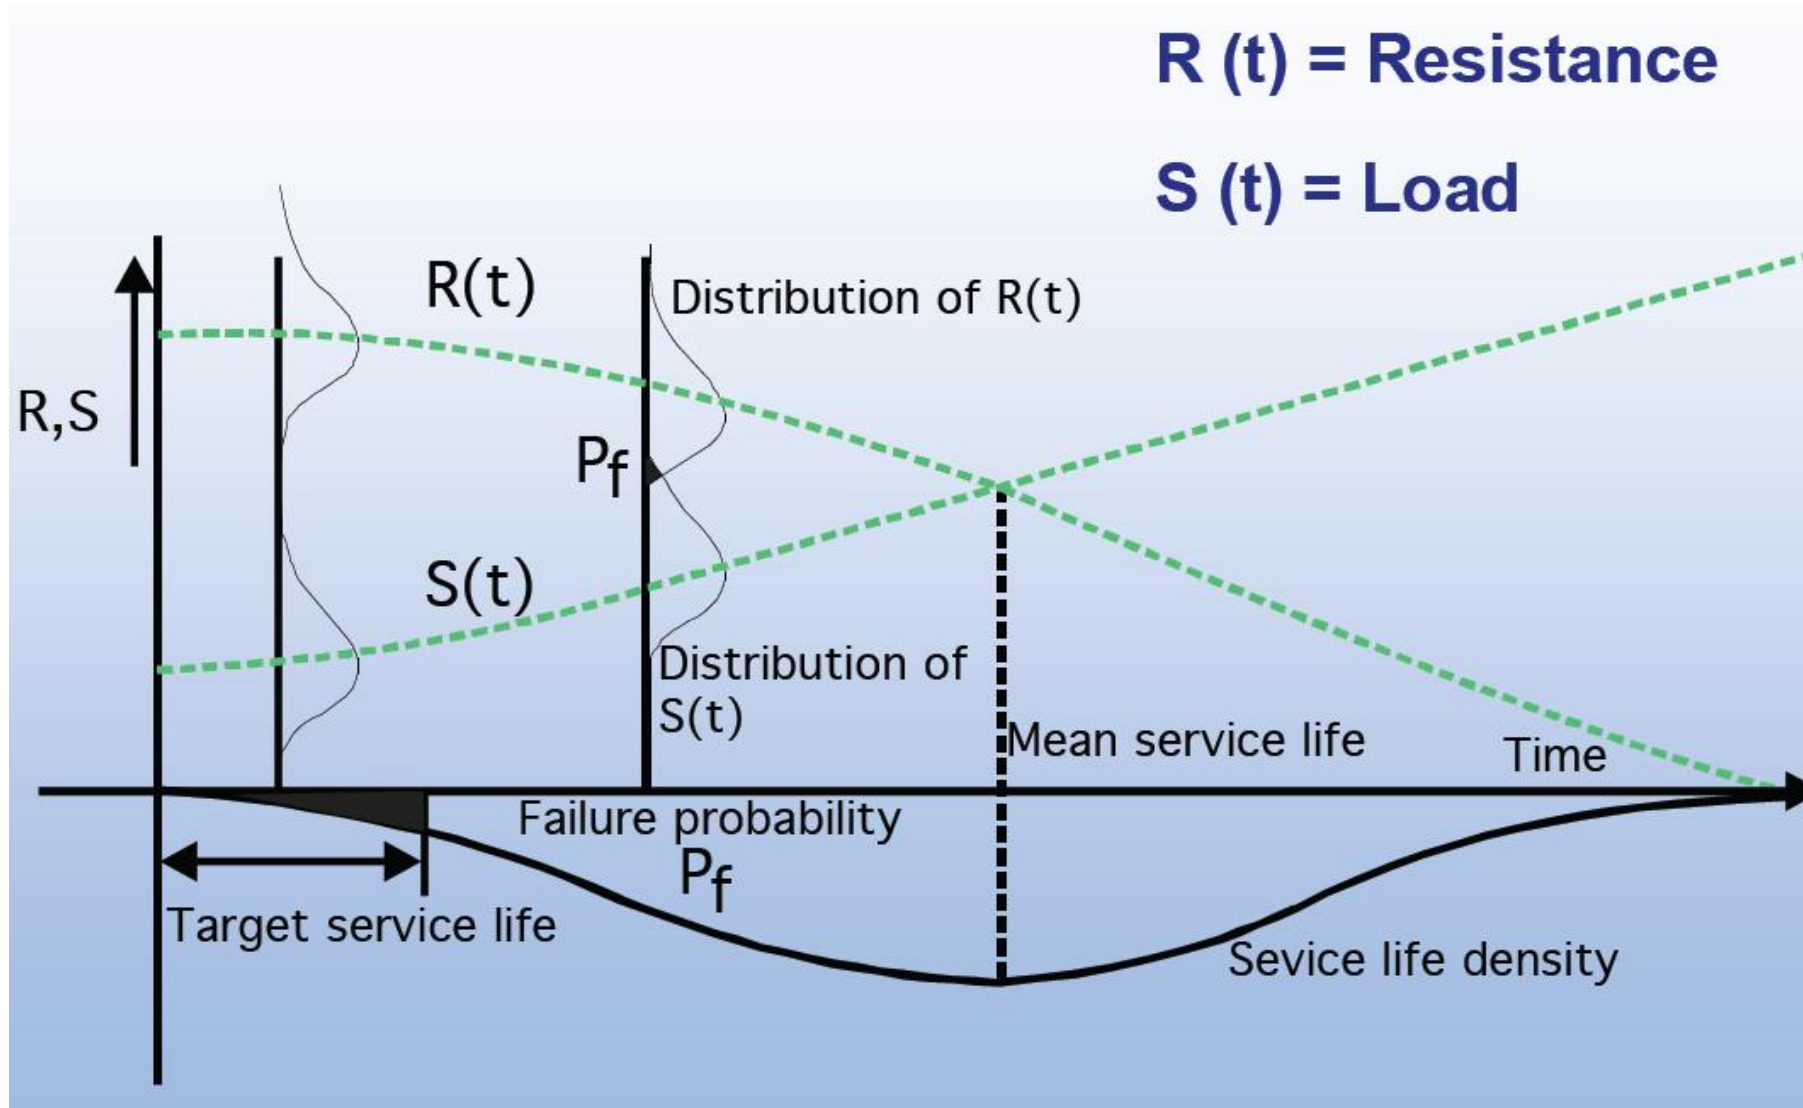 R (t) = Resistance
S (t) = Load
R(t)
Distribution of R(t)
R,S
Pf
S(t)
Distribution of
S(t)
Mean service life
Time
Failure probability
Pf
Target service life
Sevice life density